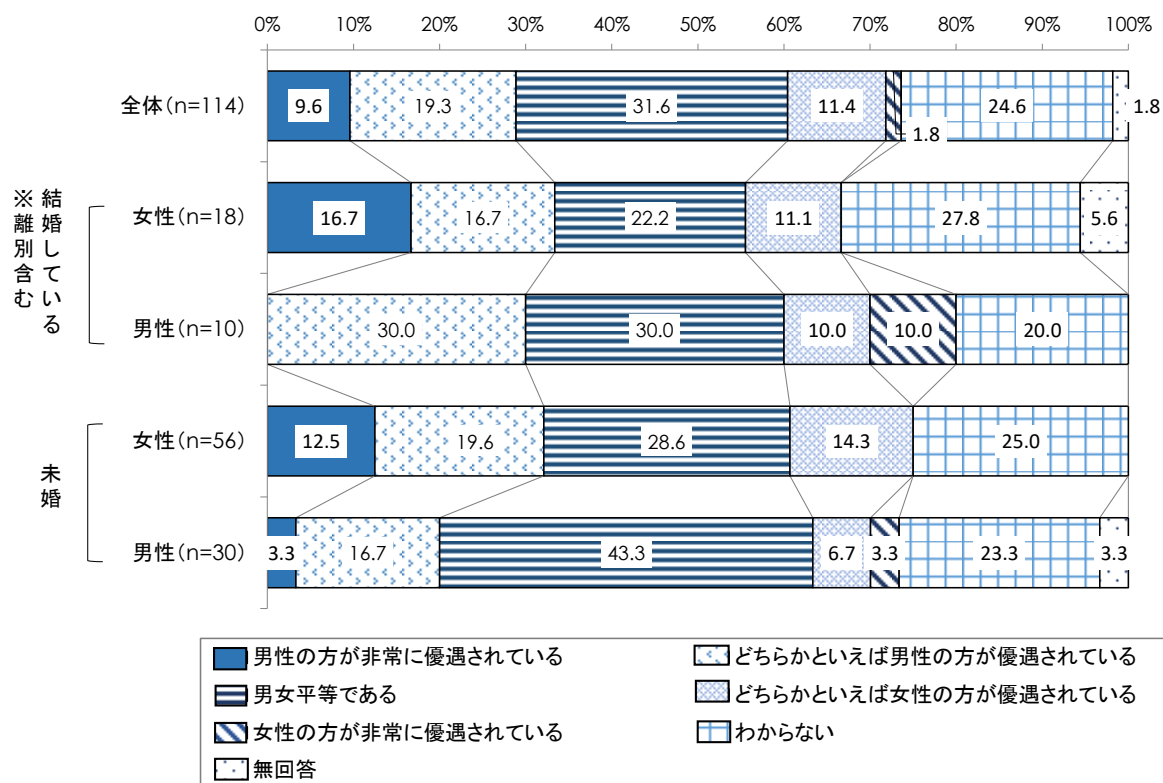 0% 10% 20% 30% 40% 50% 60% 70% 80% 90% 100%
全体(n=114) 9.6 19.3 31.6 11.4 1.8 24.6 1.8
結婚している
※離別含む
女性(n=18) 16.7 16.7 22.2 11.1 27.8 5.6
男性(n=10) 30.0 30.0 10.0 10.0 20.0
未婚
女性(n=56) 12.5 19.6 28.6 14.3 25.0
男性(n=30) 3.3 16.7 43.3 6.7 3.3 23.3 3.3
男性の方が非常に優遇されている どちらかといえば男性の方が優遇されている
男女平等である どちらかといえば女性の方が優遇されている
女性の方が非常に優遇されている わからない
無回答